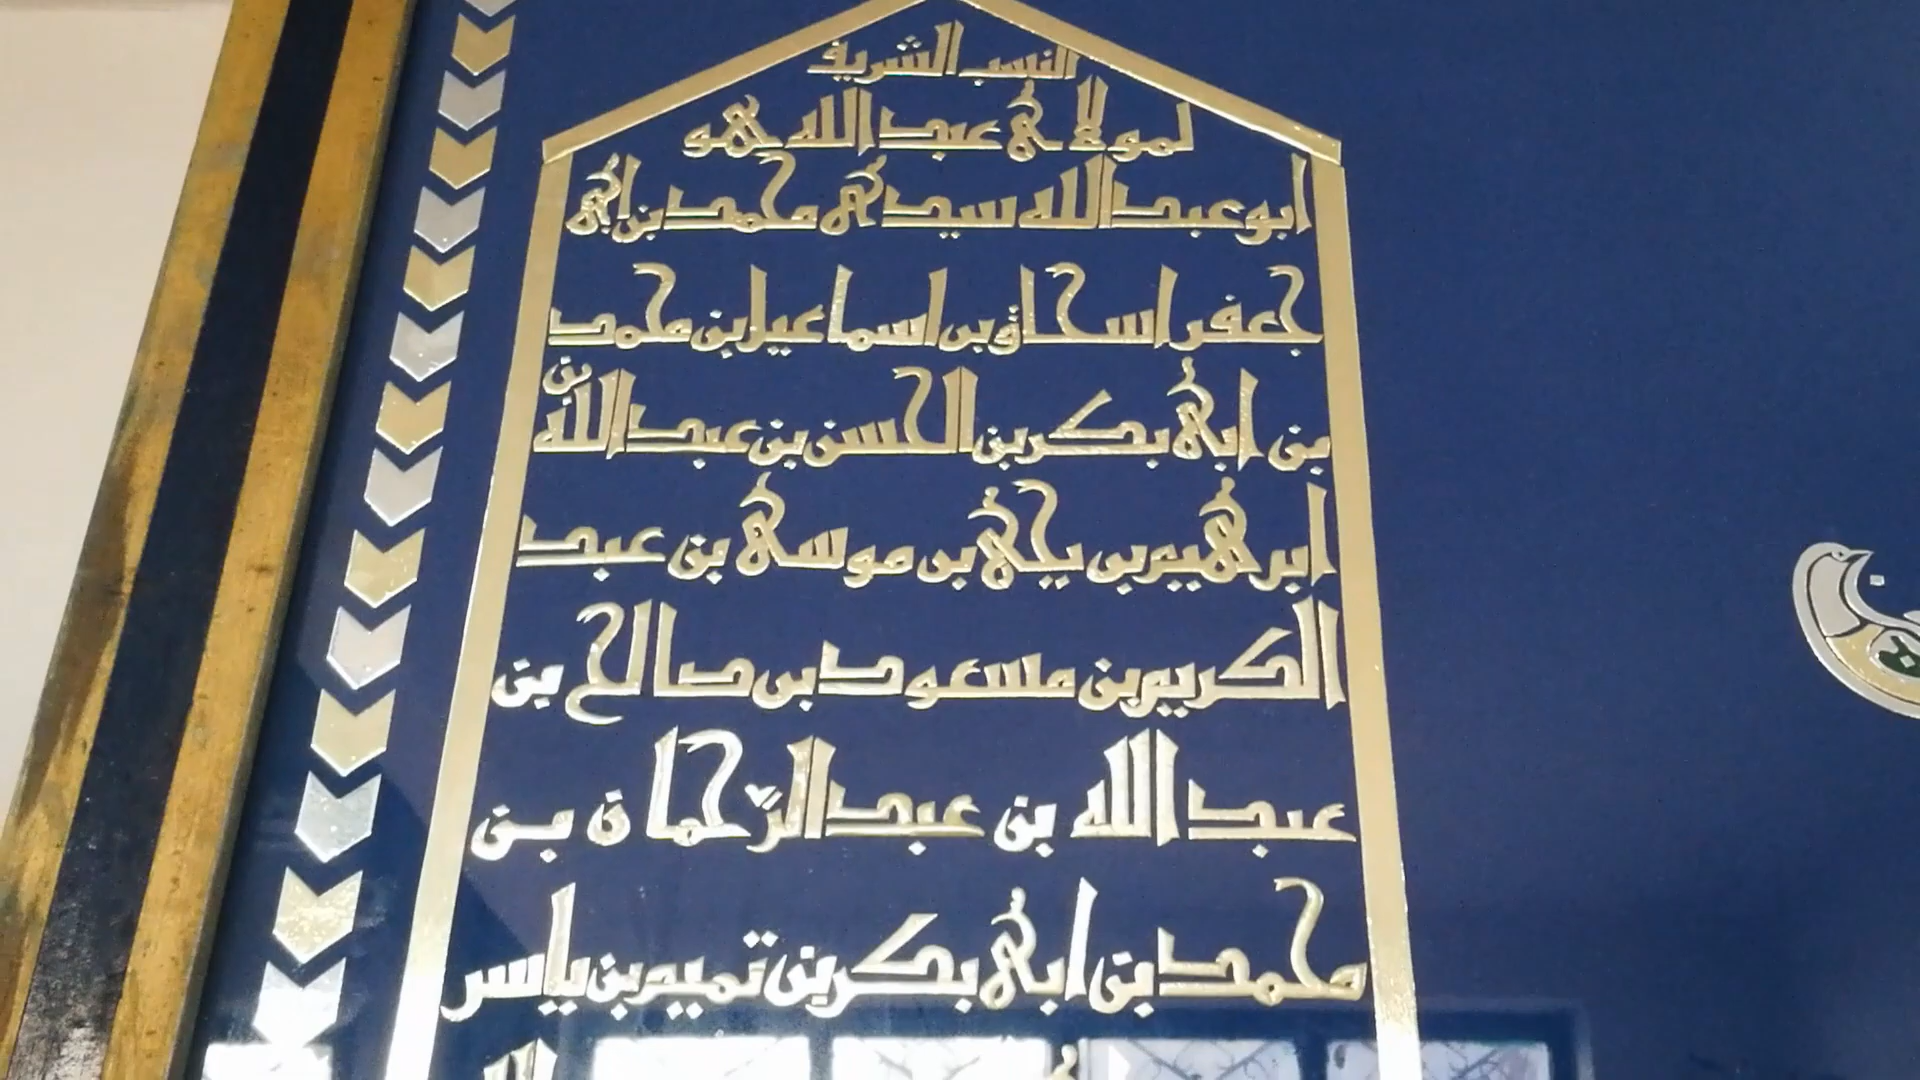 النسب الشريف
لمولاي عبد الله هو
ابو عبد الله سيدي محمد بن ابي
جعفر اسحاق بن اسماعيل بن محمد
بن ابي بكر بن الحسن بن عبد الله بن
ابرهيم بن يحي بن موسى بن عبد
الكريم بن مسعود بن صالح بن
عبد الله بن عبد الرحمان بن
محمد بن ابي بكر بن تميم بن ياسر